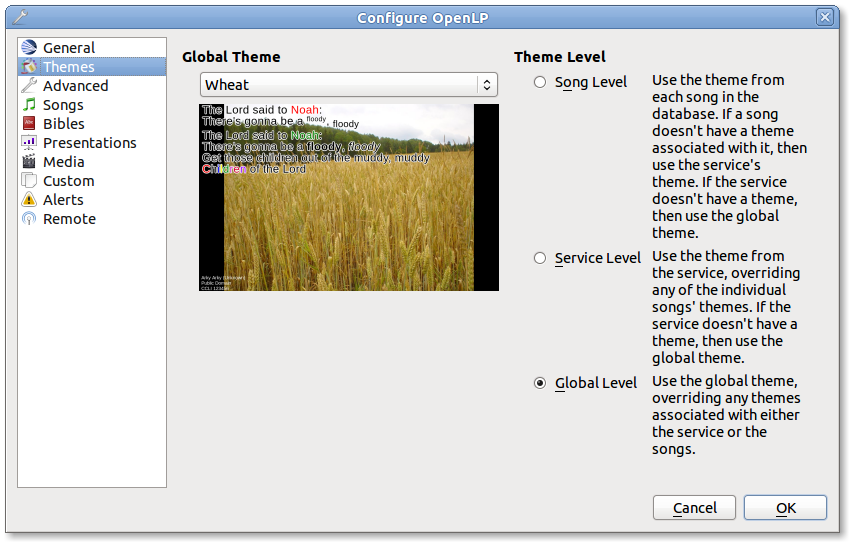 Configure OpenLP
General
Themes
Advanced
Songs
Bibles
Presentations
Media
Custom
Alerts
Remote
Global Theme
Wheat
The Lord said to Noah:
There's gonna be a floody, floody
The Lord said to Noah:
There's gonna be a floody, floody
Get those children out of the muddy, muddy
Children of the Lord
Arky Arky (Unknown)
Public Domain
CCLI 123456
Theme Level
Song Level
Use the theme from
each song in the
database. If a song
doesn't have a theme
associated with it, then
use the service's
theme. If the service
doesn't have a theme,
then use the global
theme.
Service Level
Use the theme from
the service, overriding
any of the individual
songs' themes. If the
service doesn't have a
theme, then use the
global theme.
Global Level
Use the global theme,
overriding any themes
associated with either
the service or the
songs.
Cancel
OK